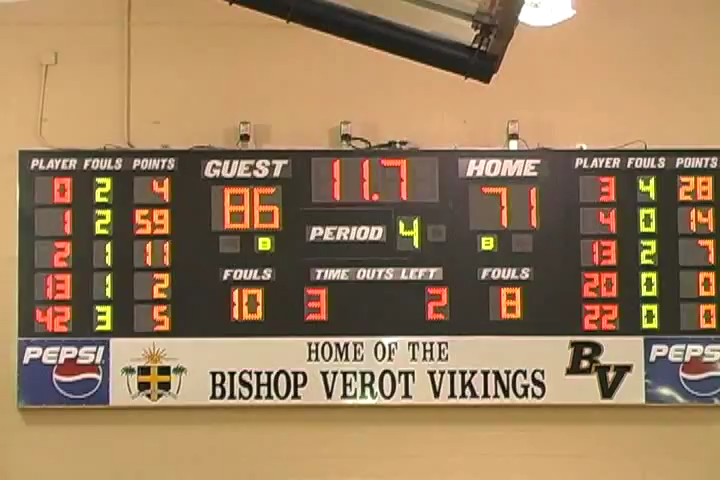 PLAYER FOULS POINTS GUEST 11.7 HOME PLAYER FOULS POINTS
0 2 4 86 71 3 4 28
1 2 59 PERIOD 4 4 0 14
2 1 11 B B 13 2 7
13 1 2 FOULS TIME OUTS LEFT FOULS 20 0 0
42 3 5 10 3 2 8 22 0 0
PEPSI HOME OF THE BV PEPSI
BISHOP VEROT VIKINGS